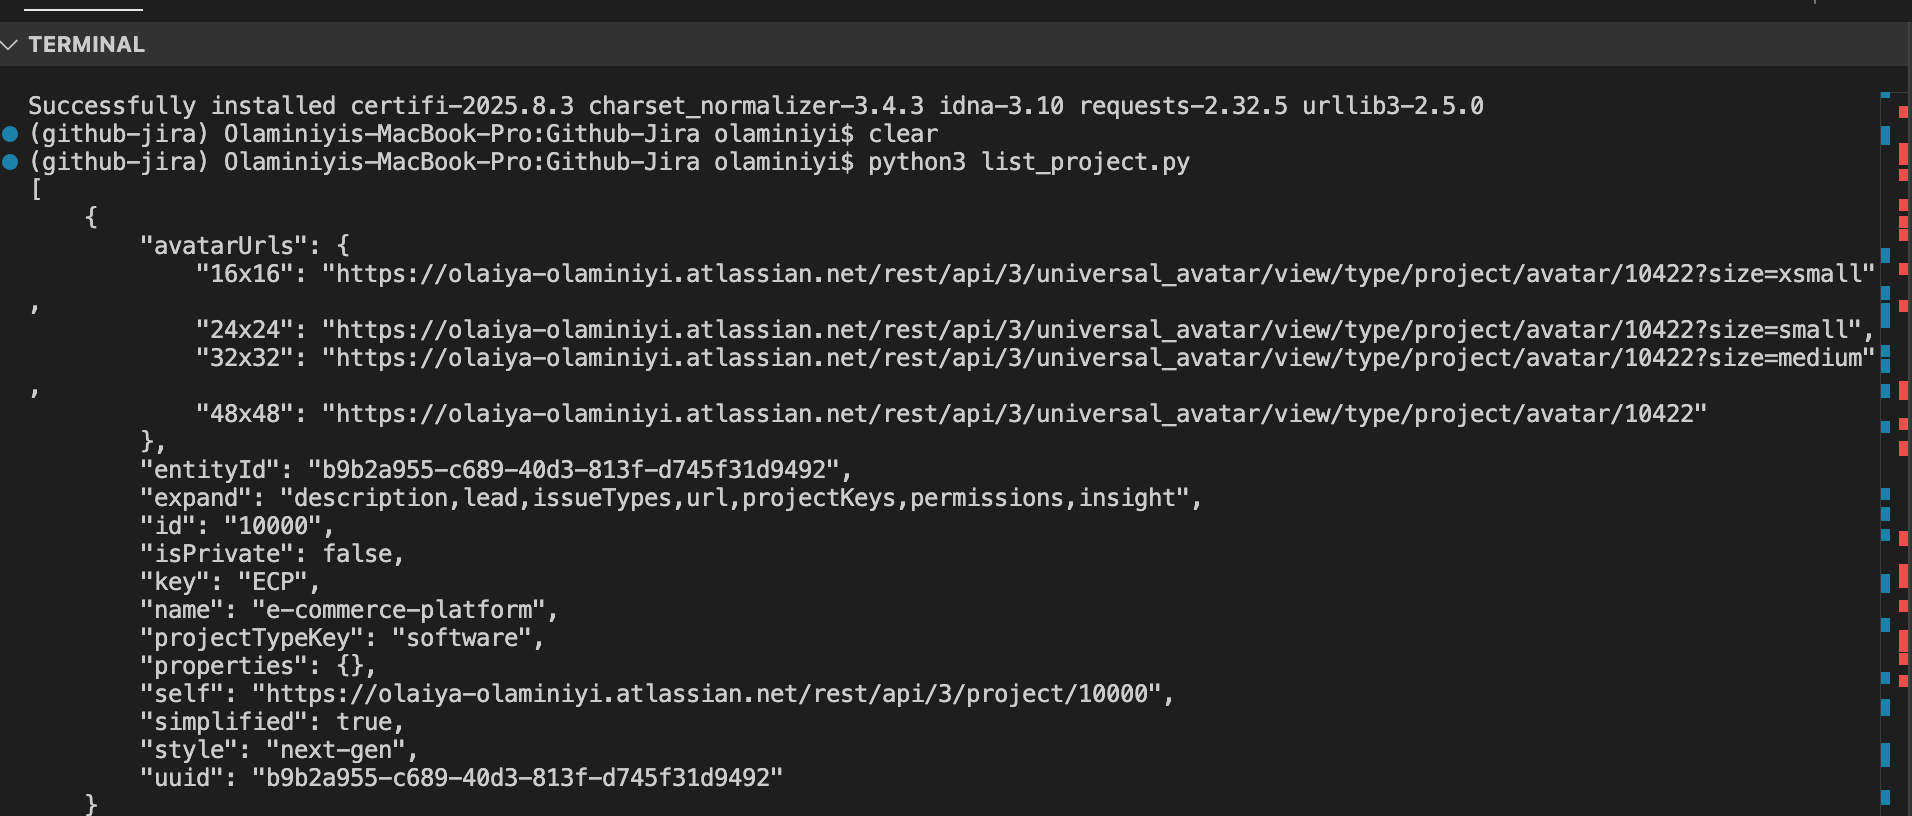 TERMINAL
Successfully installed certifi-2025.8.3 charset_normalizer-3.4.3 idna-3.10 requests-2.32.5 urllib3-2.5.0
(github-jira) Olaminiyis-MacBook-Pro:Github-Jira olaminiyi$ clear
(github-jira) Olaminiyis-MacBook-Pro:Github-Jira olaminiyi$ python3 list_project.py
[
    {
        "avatarUrls": {
            "16x16": "https://olaiya-olaminiyi.atlassian.net/rest/api/3/universal_avatar/view/type/project/avatar/10422?size=xsmall"
,
            "24x24": "https://olaiya-olaminiyi.atlassian.net/rest/api/3/universal_avatar/view/type/project/avatar/10422?size=small",
            "32x32": "https://olaiya-olaminiyi.atlassian.net/rest/api/3/universal_avatar/view/type/project/avatar/10422?size=medium"
,
            "48x48": "https://olaiya-olaminiyi.atlassian.net/rest/api/3/universal_avatar/view/type/project/avatar/10422"
        },
        "entityId": "b9b2a955-c689-40d3-813f-d745f31d9492",
        "expand": "description,lead,issueTypes,url,projectKeys,permissions,insight",
        "id": "10000",
        "isPrivate": false,
        "key": "ECP",
        "name": "e-commerce-platform",
        "projectTypeKey": "software",
        "properties": {},
        "self": "https://olaiya-olaminiyi.atlassian.net/rest/api/3/project/10000",
        "simplified": true,
        "style": "next-gen",
        "uuid": "b9b2a955-c689-40d3-813f-d745f31d9492"
    }